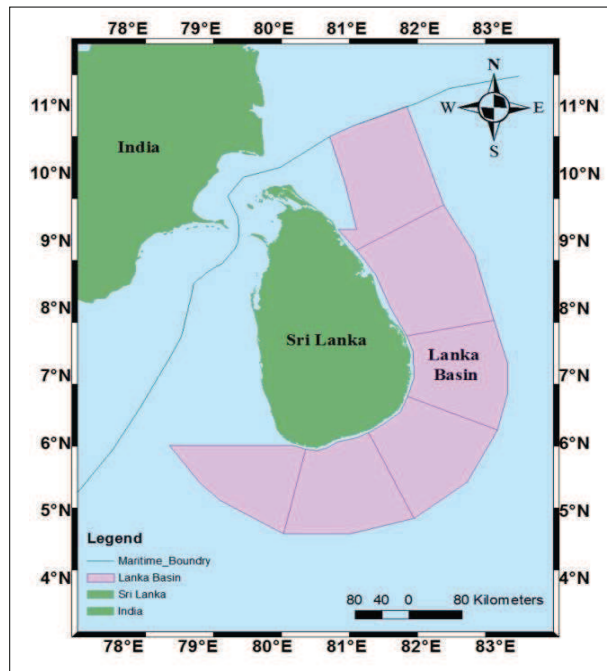 78°E 79°E 80°E 81°E 82°E 83°E
N
W E
S
11°N 11°N
India
10°N 10°N
9°N 9°N
8°N 8°N
Sri Lanka
Lanka
Basin
7°N 7°N
6°N 6°N
5°N 5°N
Legend
Maritime_Boundry
Lanka Basin
4°N 4°N
Sri Lanka
India
80 40 0 80 Kilometers
78°E 79°E 80°E 81°E 82°E 83°E